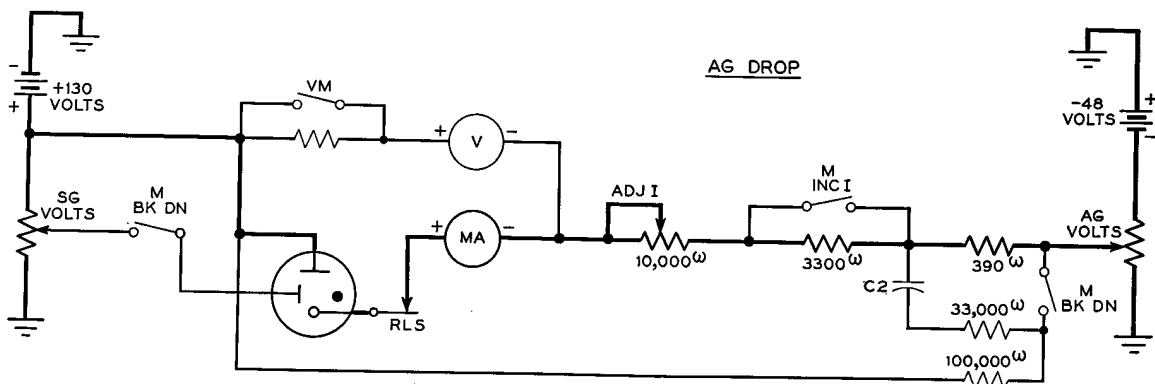 AG DROP
-
+130
VOLTS
+
VM
+ V -
-48
VOLTS
+
-
SG
VOLTS
M
BK DN
+ MA -
RLS
ADJ I
10,000ω
M
INC I
3300ω
390ω
AG
VOLTS
C2
33,000ω
M
BK DN
100,000ω